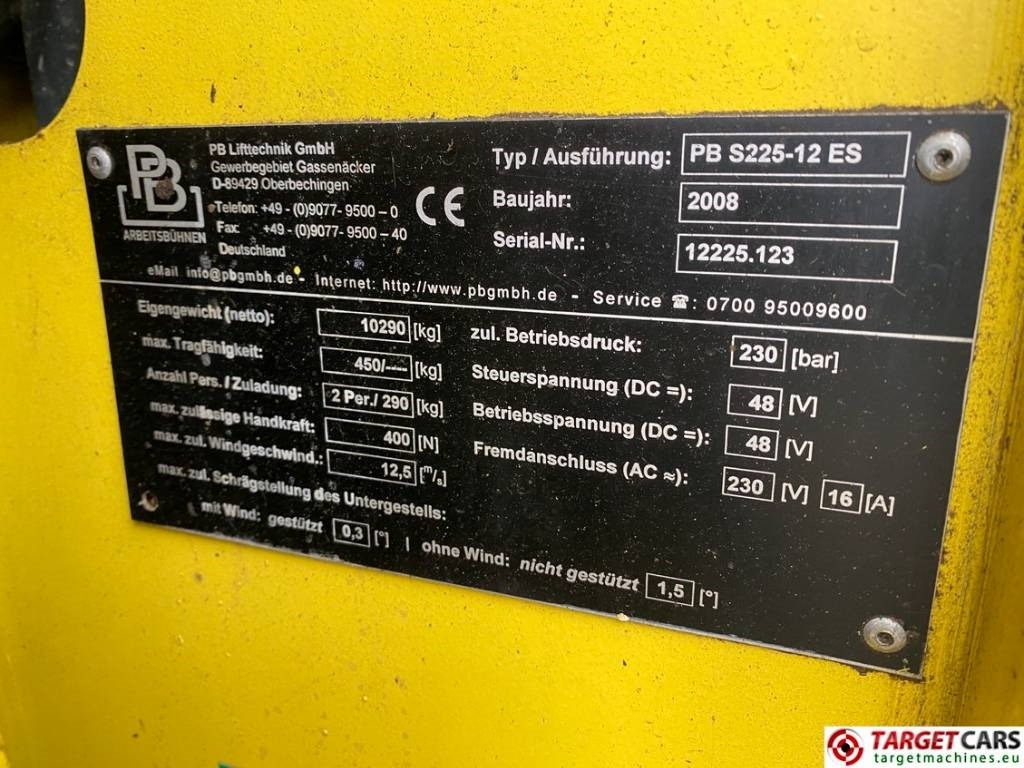 PB
ARBEITSBÜHNEN
PB Lifttechnik GmbH
Gewerbegebiet Gassenäcker
D-89429 Oberbechingen
Telefon: +49 - (0)9077- 9500 – 0
Fax: +49 - (0)9077- 9500 – 40
Deutschland
CE
Typ / Ausführung: PB S225-12 ES
Baujahr: 2008
Serial-Nr.: 12225.123
eMail info@pbgmbh.de - Internet: http://www.pbgmbh.de - Service ☎: 0700 95009600
Eigengewicht (netto): 10290 [kg]
max. Tragfähigkeit: 450/---- [kg]
Anzahl Pers. / Zuladung: 2 Per./ 290 [kg]
max. zulässige Handkraft: 400 [N]
max. zul. Windgeschwind.: 12,5 [m/s]
max. zul. Schrägstellung des Untergestells:
mit Wind: gestützt 0,3 [°] | ohne Wind: nicht gestützt 1,5 [°]
zul. Betriebsdruck: 230 [bar]
Steuerspannung (DC =): 48 [V]
Betriebsspannung (DC =): 48 [V]
Fremdanschluss (AC ≈): 230 [V] 16 [A]
TARGETCARS
targetmachines.eu